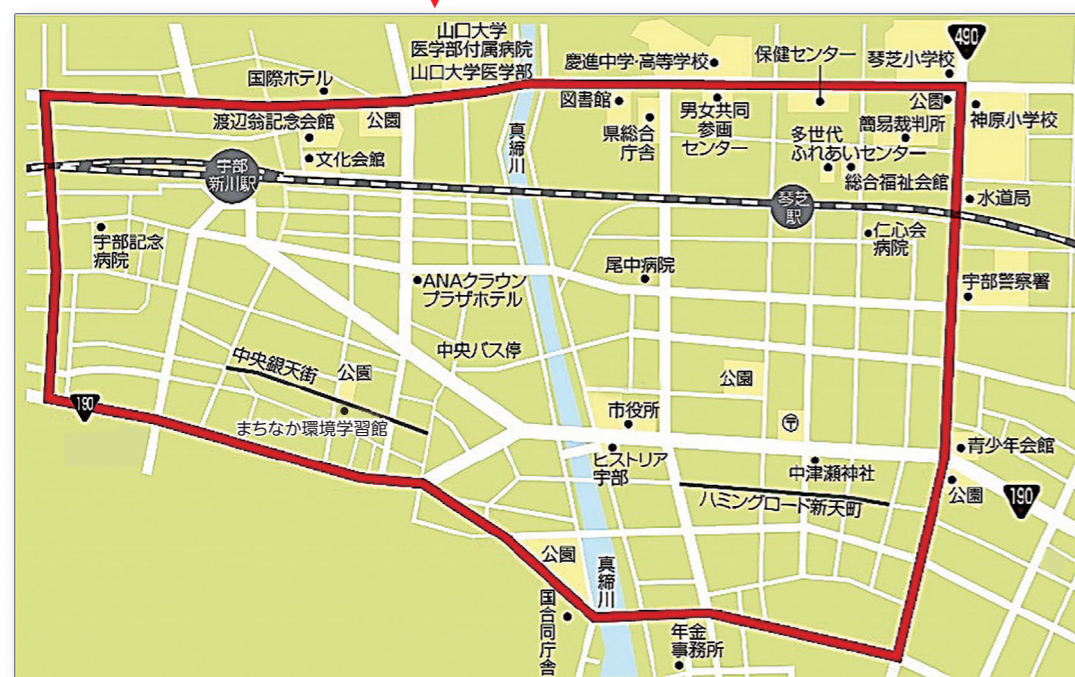 山口大学
医学部付属病院
山口大学医学部
国際ホテル
慶進中学・高等学校
保健センター
琴芝小学校
490
図書館
県総合
庁舎
男女共同
参画
センター
公園
簡易裁判所
神原小学校
多世代
ふれあいセンター
総合福祉会館
水道局
渡辺翁記念会館
公園
文化会館
真締川
宇部
新川駅
琴芝
駅
仁心会
病院
宇部記念
病院
ANAクラウン
プラザホテル
尾中病院
宇部警察署
中央バス停
中央銀天街
公園
まちなか環境学習館
190
公園
市役所
〒
ヒストリア
宇部
中津瀬神社
青少年会館
公園
190
ハミングロード新天町
公園
真締川
国合同庁舎
年金
事務所